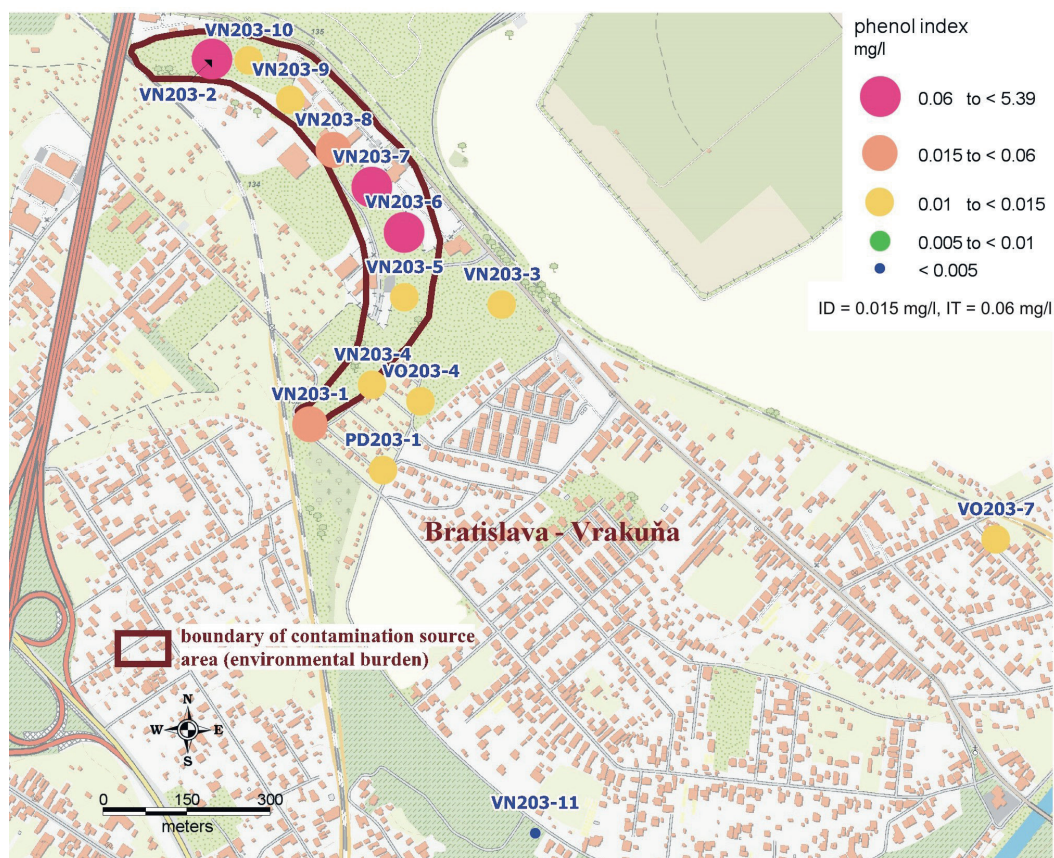 VN203-10
135
VN203-9
VN203-2
VN203-8
VN203-7
134
VN203-6
VN203-5
VN203-3
VN203-4
VO203-4
VN203-1
PD203-1
VO203-7
Bratislava - Vrakuňa
boundary of contamination source
area (environmental burden)
N
W E
S
0 150 300
meters
VN203-11
phenol index
mg/l
0.06 to < 5.39
0.015 to < 0.06
0.01 to < 0.015
0.005 to < 0.01
< 0.005
ID = 0.015 mg/l, IT = 0.06 mg/l